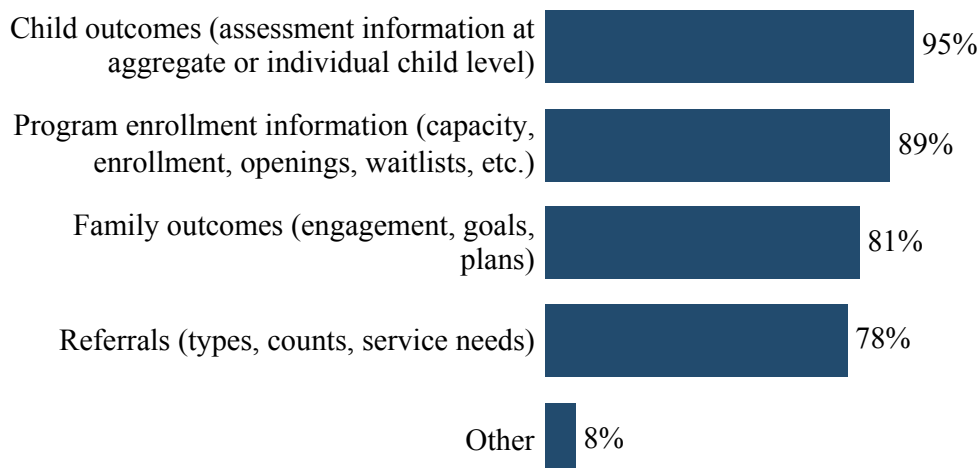 Child outcomes (assessment information at
aggregate or individual child level)
95%
Program enrollment information (capacity,
enrollment, openings, waitlists, etc.)
89%
Family outcomes (engagement, goals,
plans)
81%
Referrals (types, counts, service needs)
78%
Other
8%